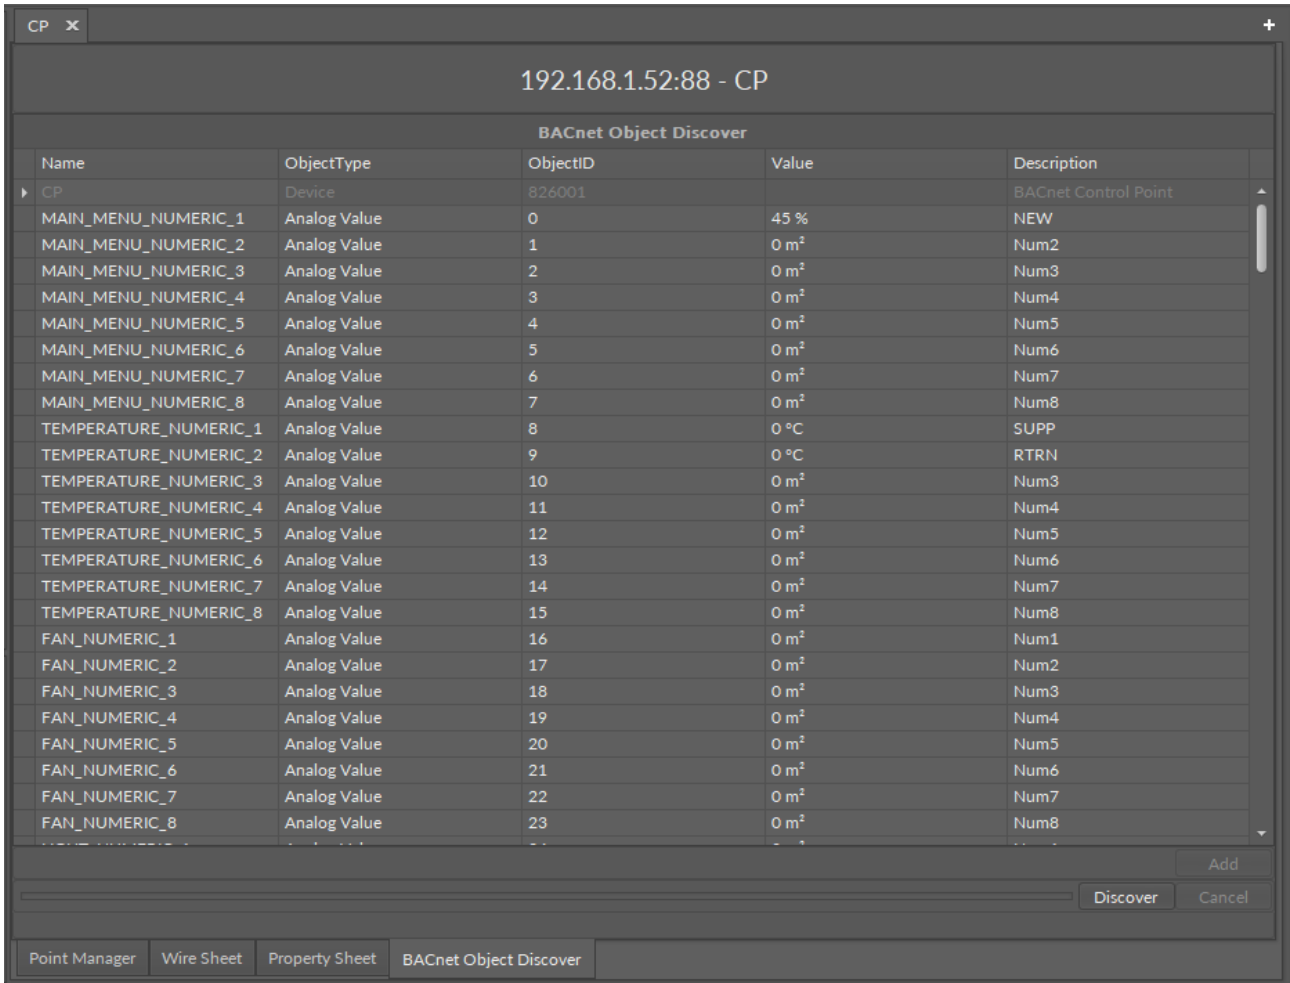 CP x +
192.168.1.52:88 - CP
BACnet Object Discover
Name ObjectType ObjectID Value Description
CP Device 826001 BACnet Control Point
MAIN_MENU_NUMERIC_1 Analog Value 0 45 % NEW
MAIN_MENU_NUMERIC_2 Analog Value 1 0 m² Num2
MAIN_MENU_NUMERIC_3 Analog Value 2 0 m² Num3
MAIN_MENU_NUMERIC_4 Analog Value 3 0 m² Num4
MAIN_MENU_NUMERIC_5 Analog Value 4 0 m² Num5
MAIN_MENU_NUMERIC_6 Analog Value 5 0 m² Num6
MAIN_MENU_NUMERIC_7 Analog Value 6 0 m² Num7
MAIN_MENU_NUMERIC_8 Analog Value 7 0 m² Num8
TEMPERATURE_NUMERIC_1 Analog Value 8 0 °C SUPP
TEMPERATURE_NUMERIC_2 Analog Value 9 0 °C RTRN
TEMPERATURE_NUMERIC_3 Analog Value 10 0 m² Num3
TEMPERATURE_NUMERIC_4 Analog Value 11 0 m² Num4
TEMPERATURE_NUMERIC_5 Analog Value 12 0 m² Num5
TEMPERATURE_NUMERIC_6 Analog Value 13 0 m² Num6
TEMPERATURE_NUMERIC_7 Analog Value 14 0 m² Num7
TEMPERATURE_NUMERIC_8 Analog Value 15 0 m² Num8
FAN_NUMERIC_1 Analog Value 16 0 m² Num1
FAN_NUMERIC_2 Analog Value 17 0 m² Num2
FAN_NUMERIC_3 Analog Value 18 0 m² Num3
FAN_NUMERIC_4 Analog Value 19 0 m² Num4
FAN_NUMERIC_5 Analog Value 20 0 m² Num5
FAN_NUMERIC_6 Analog Value 21 0 m² Num6
FAN_NUMERIC_7 Analog Value 22 0 m² Num7
FAN_NUMERIC_8 Analog Value 23 0 m² Num8
Add
Discover Cancel
Point Manager Wire Sheet Property Sheet BACnet Object Discover